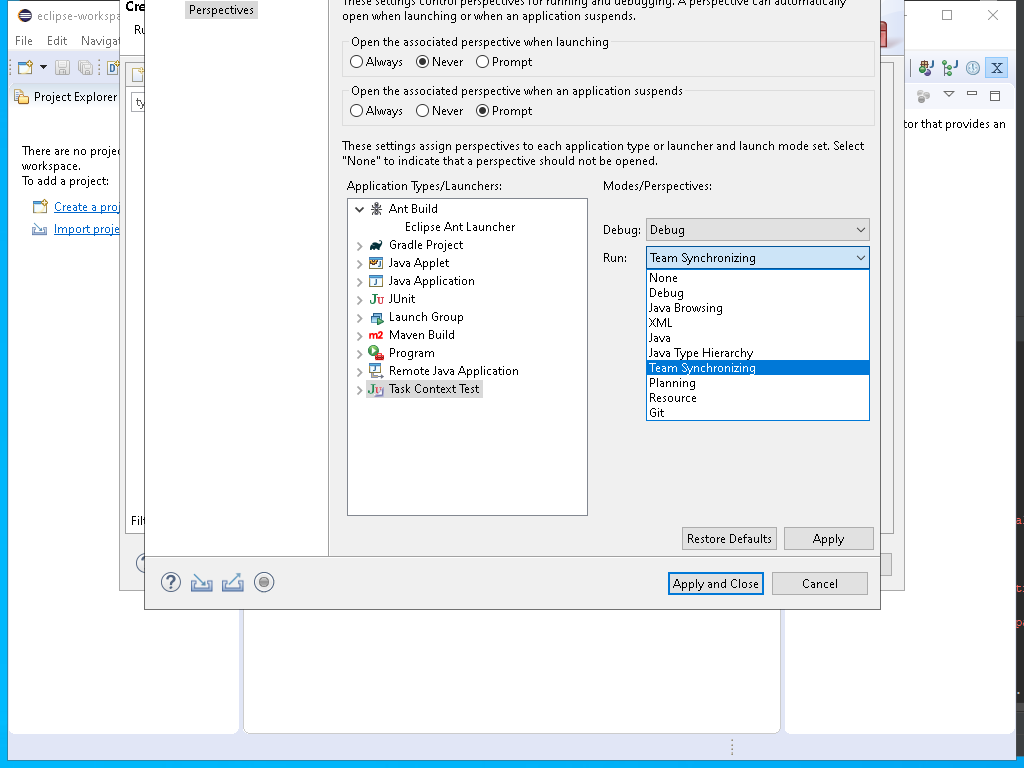 eclipse-workspa
Cre
Perspectives
These settings control perspectives for running and debugging. A perspective can automatically
open when launching or when an application suspends.
File Edit Navigat
Ru
Open the associated perspective when launching
Always Never Prompt
Open the associated perspective when an application suspends
Always Never Prompt
Project Explorer
ty
tor that provides an
These settings assign perspectives to each application type or launcher and launch mode set. Select
"None" to indicate that a perspective should not be opened.
There are no projec
workspace.
To add a project:
Create a proj
Import proje
Application Types/Launchers:
Modes/Perspectives:
Ant Build
Eclipse Ant Launcher
Gradle Project
Java Applet
Java Application
JUnit
Launch Group
Maven Build
Program
Remote Java Application
Task Context Test
Debug: Debug
Run: Team Synchronizing
None
Debug
Java Browsing
XML
Java
Java Type Hierarchy
Team Synchronizing
Planning
Resource
Git
Filt
Restore Defaults Apply
Apply and Close Cancel